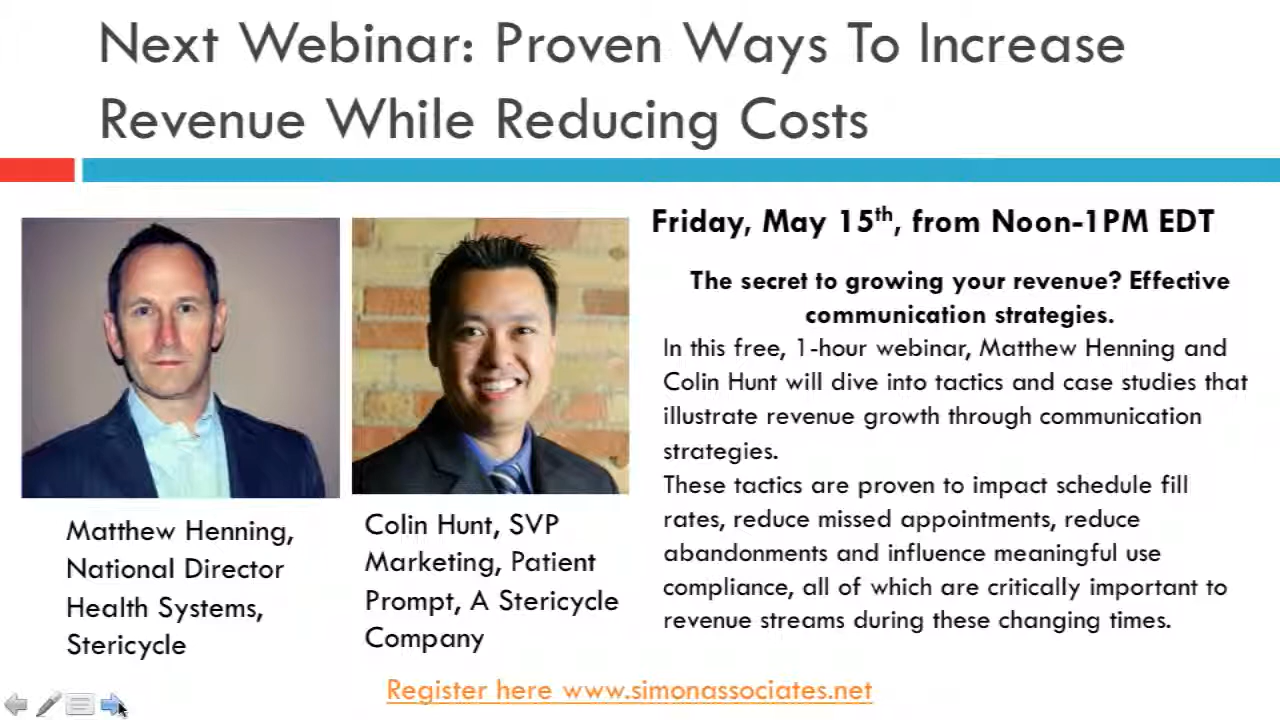 Next Webinar: Proven Ways To Increase
Revenue While Reducing Costs
Friday, May 15th, from Noon-1PM EDT
The secret to growing your revenue? Effective
communication strategies.
In this free, 1-hour webinar, Matthew Henning and
Colin Hunt will dive into tactics and case studies that
illustrate revenue growth through communication
strategies.
These tactics are proven to impact schedule fill
rates, reduce missed appointments, reduce
abandonments and influence meaningful use
compliance, all of which are critically important to
revenue streams during these changing times.
Matthew Henning,
National Director
Health Systems,
Stericycle
Colin Hunt, SVP
Marketing, Patient
Prompt, A Stericycle
Company
Register here www.simonassociates.net